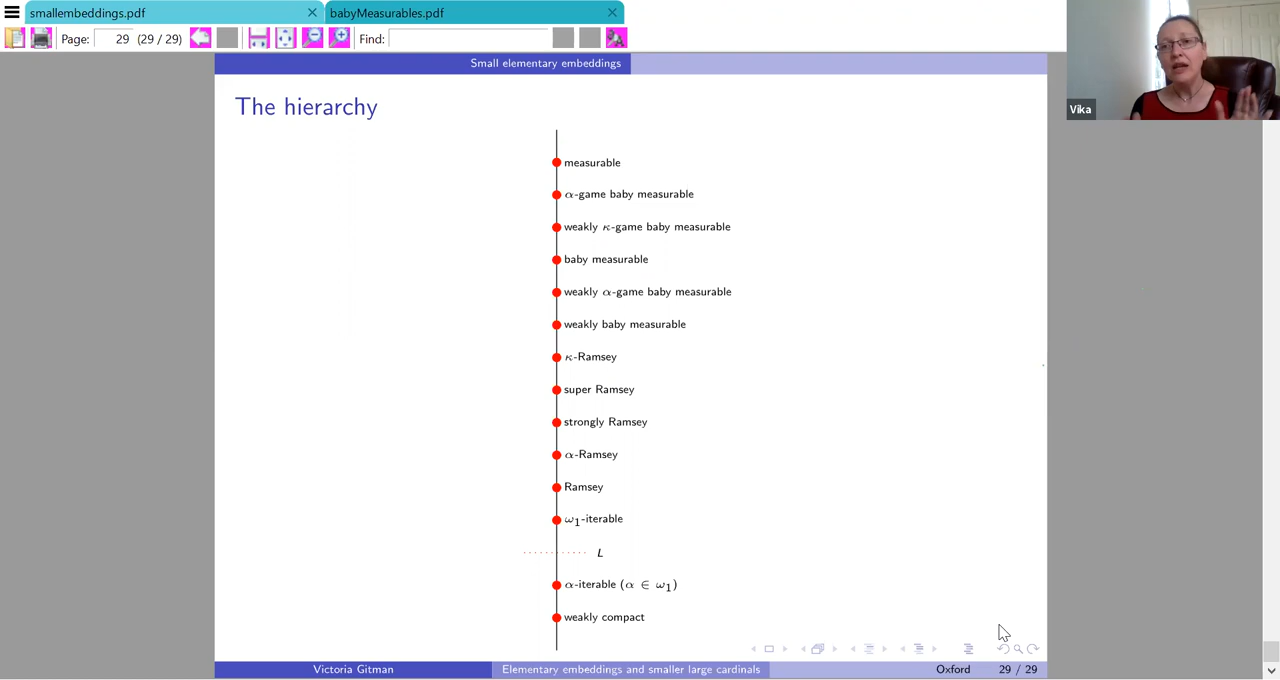 smallembeddings.pdf
babyMeasurables.pdf
Page: 29 (29 / 29) Find:
Small elementary embeddings
The hierarchy
measurable
α-game baby measurable
weakly κ-game baby measurable
baby measurable
weakly α-game baby measurable
weakly baby measurable
κ-Ramsey
super Ramsey
strongly Ramsey
α-Ramsey
Ramsey
ω₁-iterable
L
α-iterable (α ∈ ω₁)
weakly compact
Victoria Gitman Elementary embeddings and smaller large cardinals Oxford 29 / 29
Vika